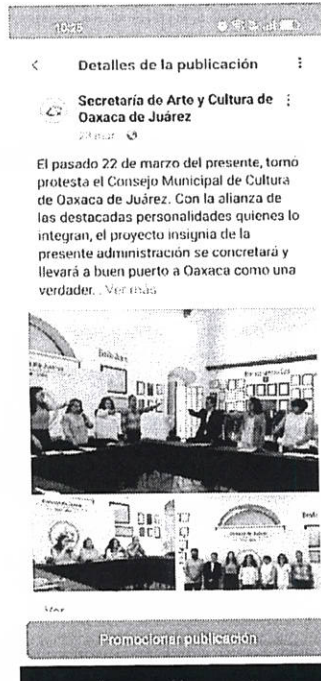 10:25
Detalles de la publicación
Secretaría de Arte y Cultura de
Oaxaca de Juárez
23 mar.
El pasado 22 de marzo del presente, tomó
protesta el Consejo Municipal de Cultura
de Oaxaca de Juárez. Con la alianza de
las destacadas personalidades quienes lo
integran, el proyecto insignia de la
presente administración se concretará y
llevará a buen puerto a Oaxaca como una
verdader... Ver más
Promocionar publicación